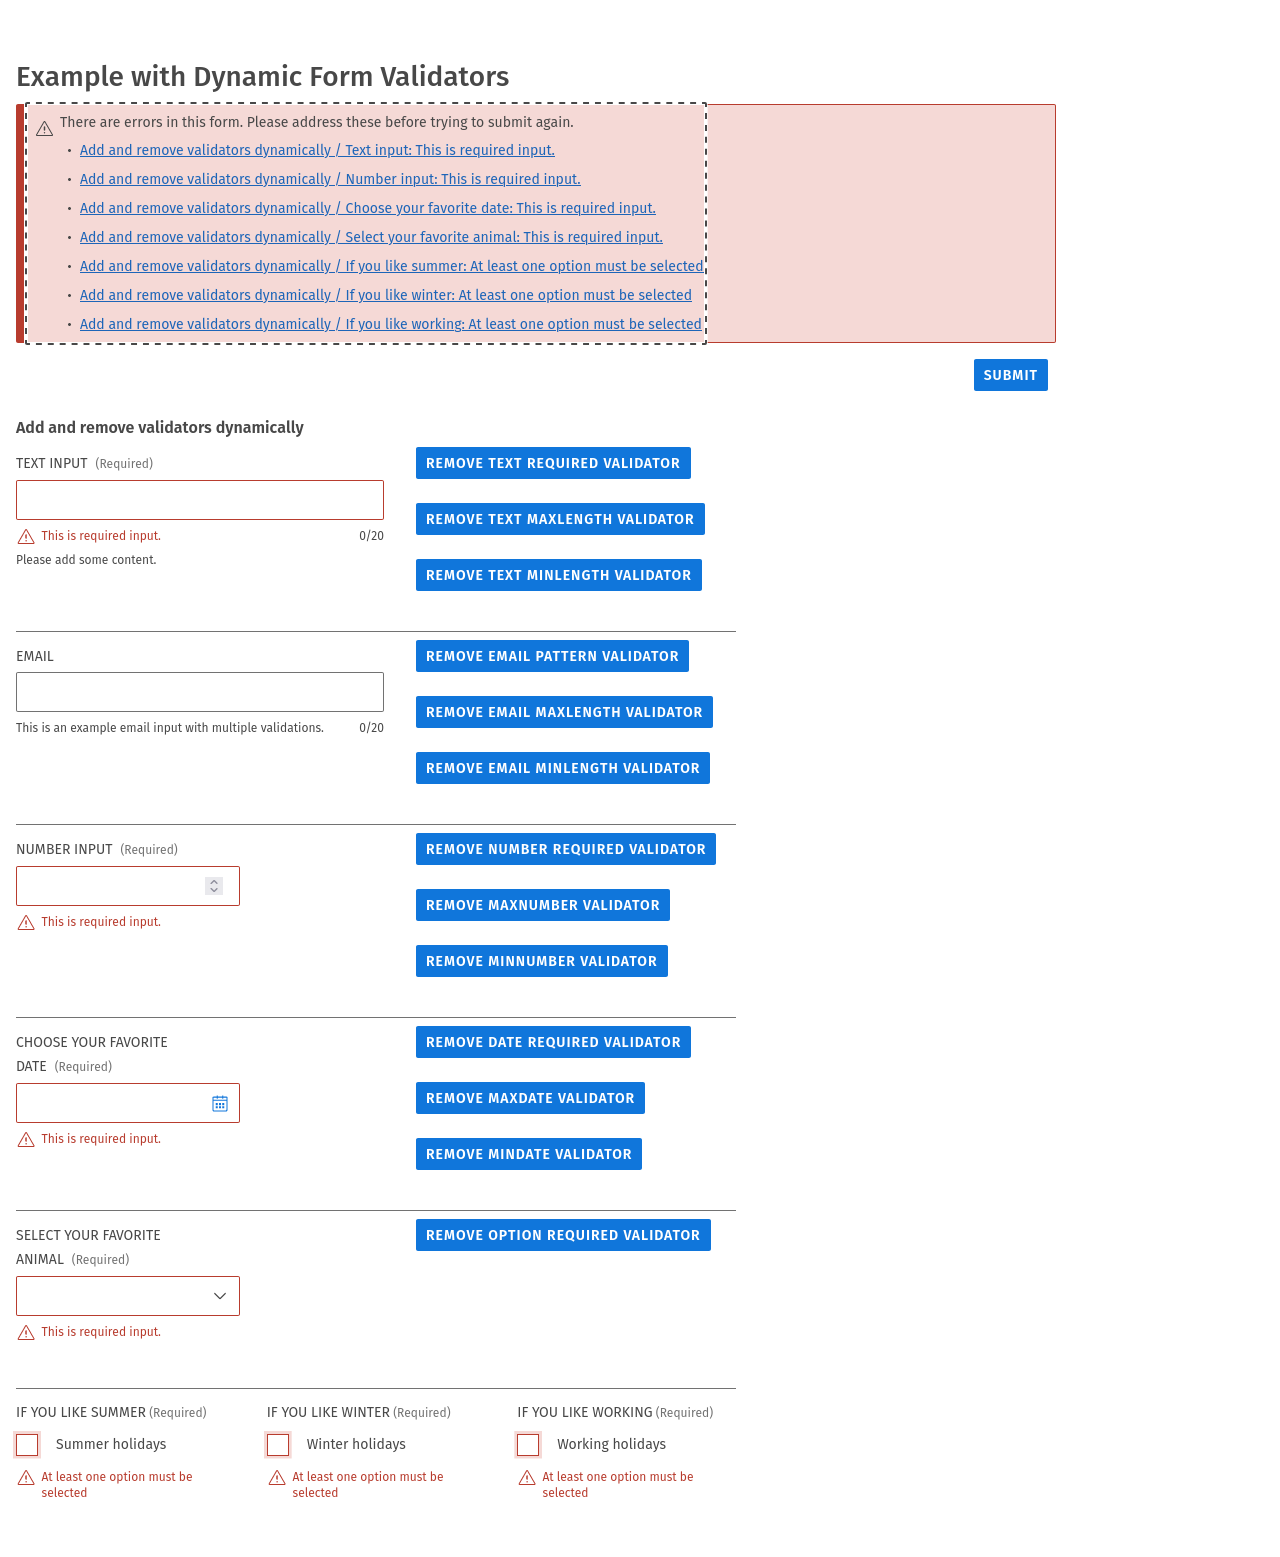 Example with Dynamic Form Validators
There are errors in this form. Please address these before trying to submit again.
• Add and remove validators dynamically / Text input: This is required input.
• Add and remove validators dynamically / Number input: This is required input.
• Add and remove validators dynamically / Choose your favorite date: This is required input.
• Add and remove validators dynamically / Select your favorite animal: This is required input.
• Add and remove validators dynamically / If you like summer: At least one option must be selected
• Add and remove validators dynamically / If you like winter: At least one option must be selected
• Add and remove validators dynamically / If you like working: At least one option must be selected
SUBMIT
Add and remove validators dynamically
TEXT INPUT (Required)
This is required input. 0/20
Please add some content.
REMOVE TEXT REQUIRED VALIDATOR
REMOVE TEXT MAXLENGTH VALIDATOR
REMOVE TEXT MINLENGTH VALIDATOR
EMAIL
This is an example email input with multiple validations. 0/20
REMOVE EMAIL PATTERN VALIDATOR
REMOVE EMAIL MAXLENGTH VALIDATOR
REMOVE EMAIL MINLENGTH VALIDATOR
NUMBER INPUT (Required)
This is required input.
REMOVE NUMBER REQUIRED VALIDATOR
REMOVE MAXNUMBER VALIDATOR
REMOVE MINNUMBER VALIDATOR
CHOOSE YOUR FAVORITE
DATE (Required)
This is required input.
REMOVE DATE REQUIRED VALIDATOR
REMOVE MAXDATE VALIDATOR
REMOVE MINDATE VALIDATOR
SELECT YOUR FAVORITE
ANIMAL (Required)
This is required input.
REMOVE OPTION REQUIRED VALIDATOR
IF YOU LIKE SUMMER (Required)
Summer holidays
At least one option must be
selected
IF YOU LIKE WINTER (Required)
Winter holidays
At least one option must be
selected
IF YOU LIKE WORKING (Required)
Working holidays
At least one option must be
selected